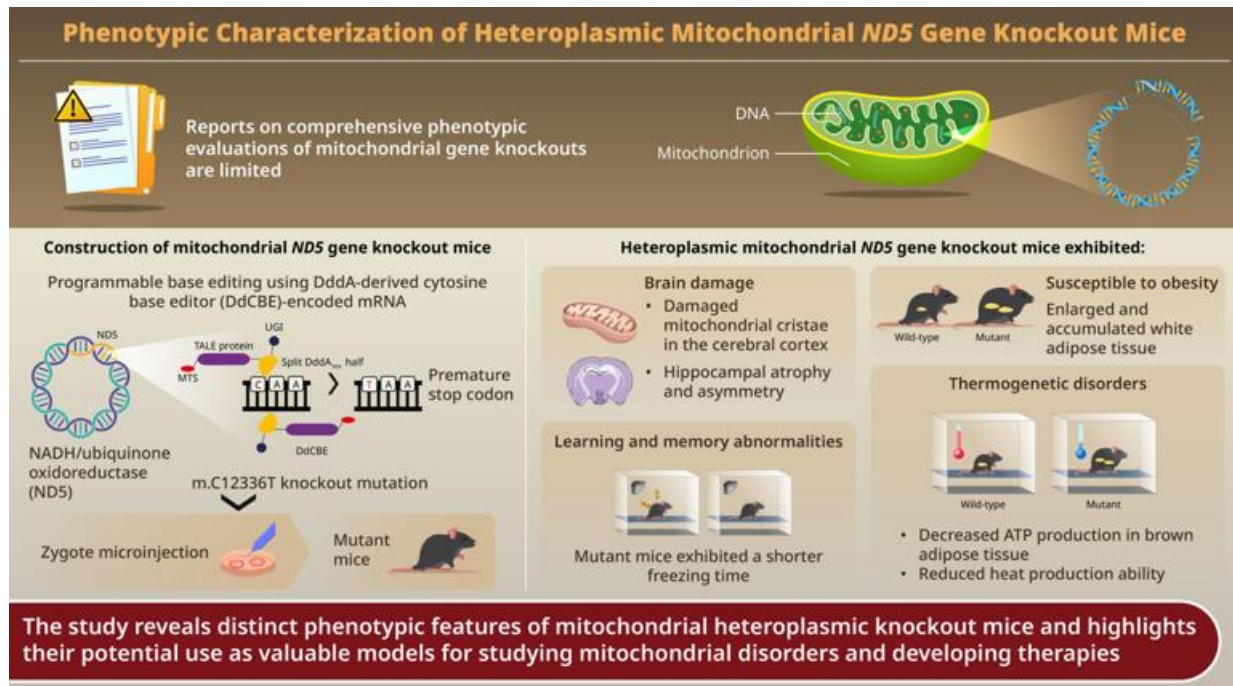 Phenotypic Characterization of Heteroplasmic Mitochondrial ND5 Gene Knockout Mice
Reports on comprehensive phenotypic
evaluations of mitochondrial gene knockouts
are limited
DNA
Mitochondrion
Construction of mitochondrial ND5 gene knockout mice
Programmable base editing using DddA-derived cytosine
base editor (DdCBE)-encoded mRNA
ND5
UGI
TALE protein
MTS
Split DddA half
C A A
T A A
Premature
stop codon
DdCBE
NADH/ubiquinone
oxidoreductase
(ND5)
m.C12336T knockout mutation
Zygote microinjection
Mutant
mice
Heteroplasmic mitochondrial ND5 gene knockout mice exhibited:
Brain damage
• Damaged
mitochondrial cristae
in the cerebral cortex
• Hippocampal atrophy
and asymmetry
Learning and memory abnormalities
Mutant mice exhibited a shorter
freezing time
Susceptible to obesity
Enlarged and
accumulated white
adipose tissue
Wild-type
Mutant
Thermogenetic disorders
Wild-type
Mutant
• Decreased ATP production in brown
adipose tissue
• Reduced heat production ability
The study reveals distinct phenotypic features of mitochondrial heteroplasmic knockout mice and highlights
their potential use as valuable models for studying mitochondrial disorders and developing therapies